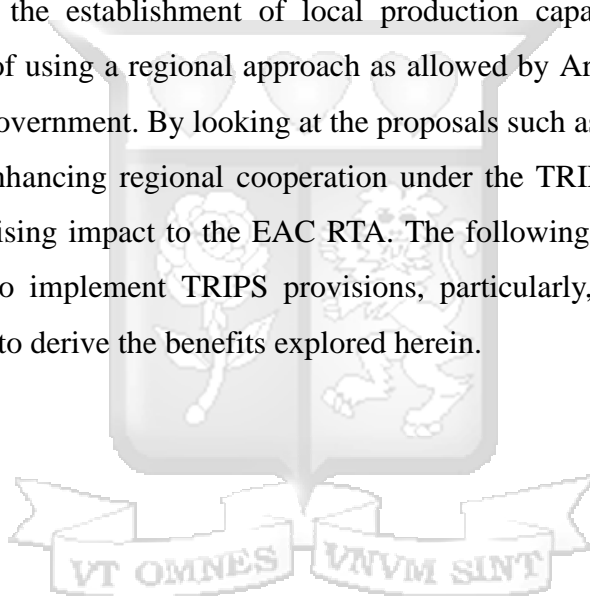 the establishment of local production capa
of using a regional approach as allowed by Ar
overnment. By looking at the proposals such as
nhancing regional cooperation under the TRI
ising impact to the EAC RTA. The following
o implement TRIPS provisions, particularly,
to derive the benefits explored herein.
VT OMNES VNVM SINT